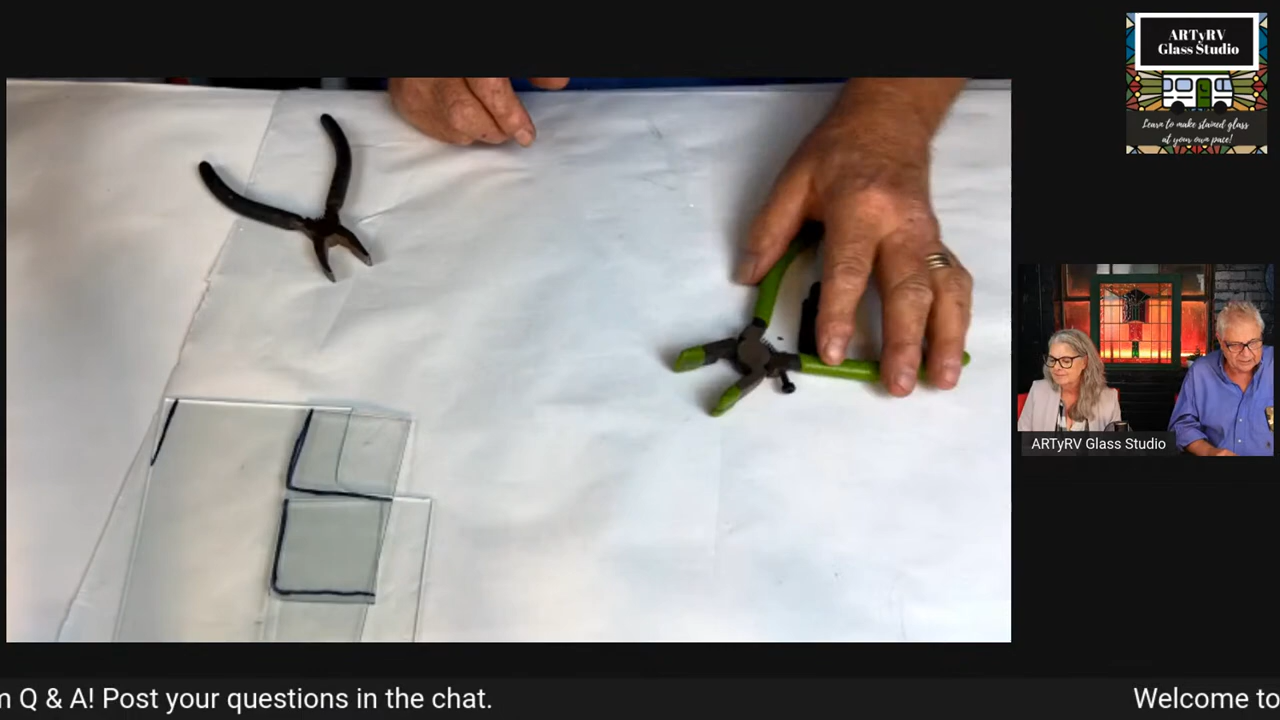 ARTyRV
Glass Studio
Learn to make stained glass
at your own pace!
ARTyRV Glass Studio
Q & A! Post your questions in the chat.
Welcome to